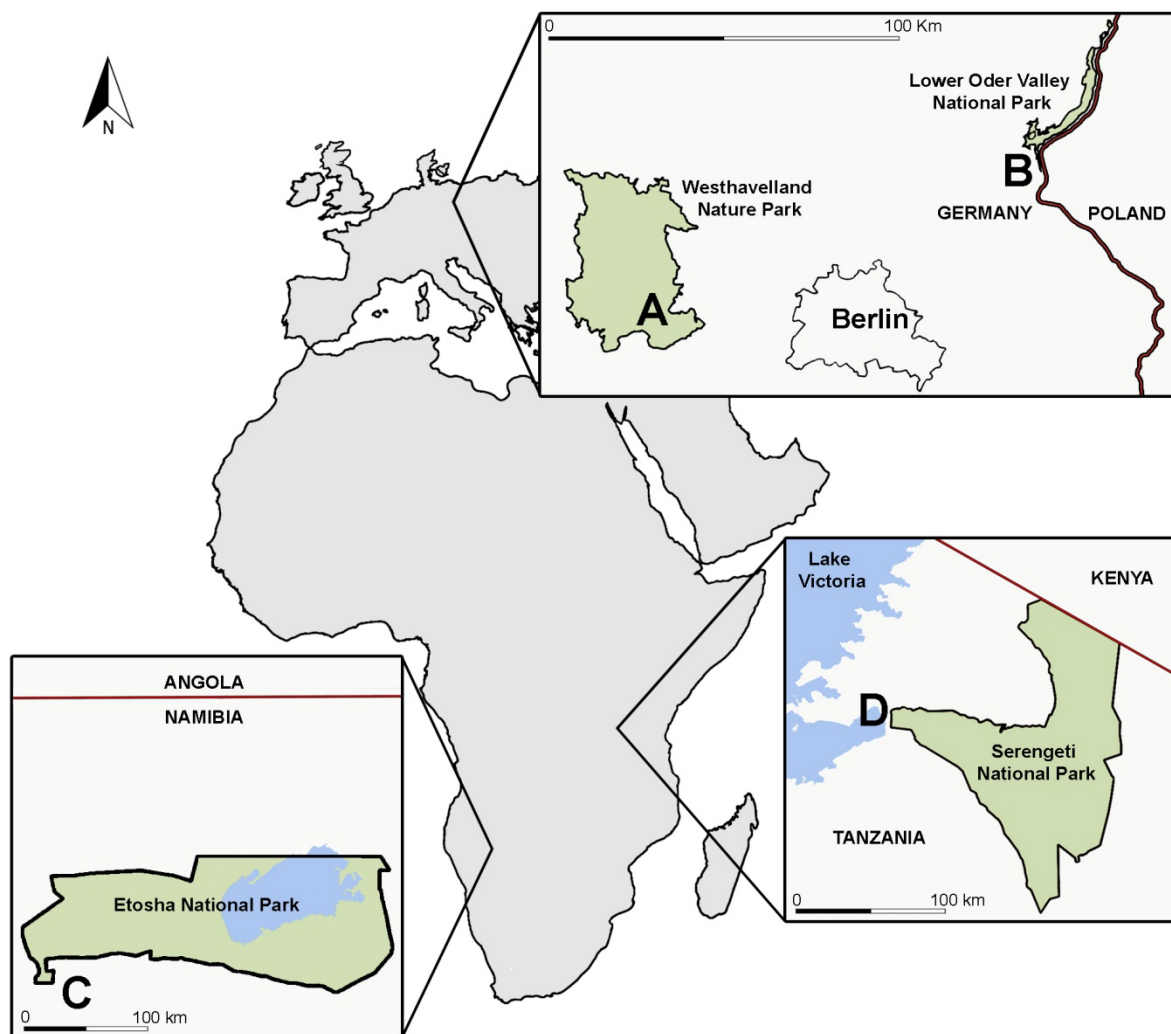 0
100 Km
Lower Oder Valley
National Park
B
Westhavelland
Nature Park
GERMANY
POLAND
A
Berlin
N
Lake
Victoria
KENYA
D
Serengeti
National Park
TANZANIA
0
100 km
ANGOLA
NAMIBIA
Etosha National Park
C
0
100 km